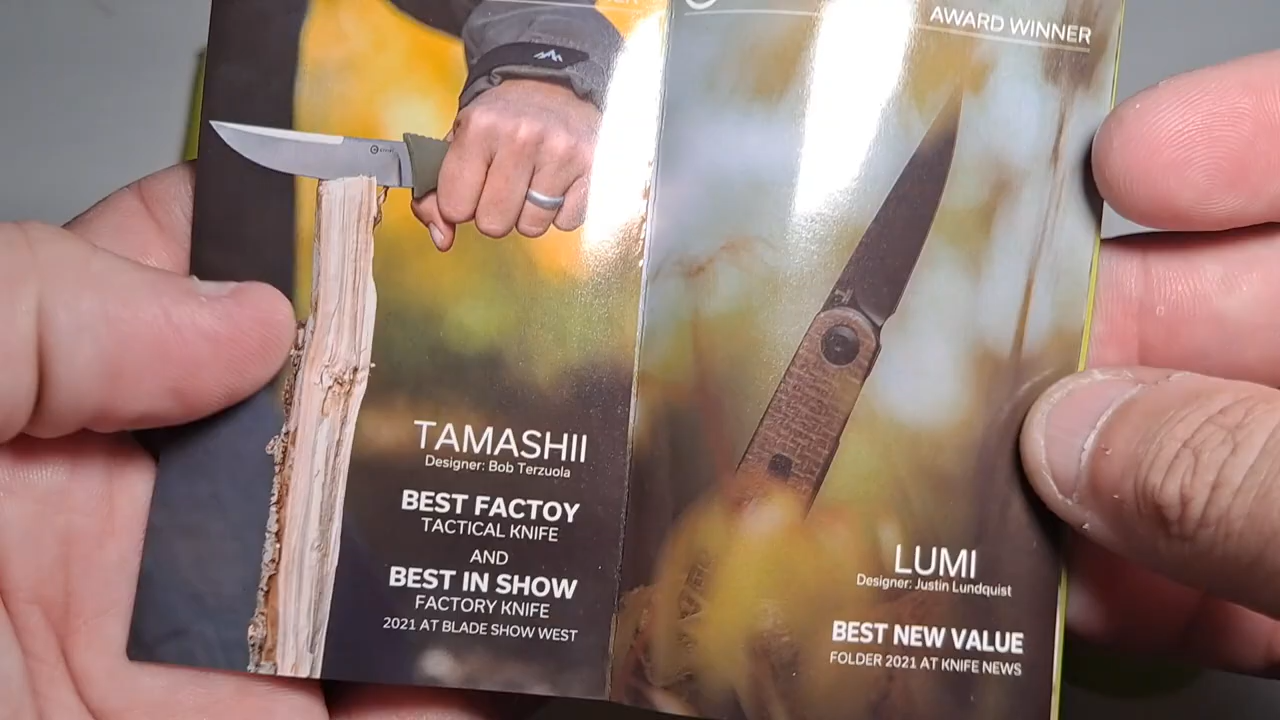 AWARD WINNER
TAMASHII
Designer: Bob Terzuola
BEST FACTOY
TACTICAL KNIFE
AND
BEST IN SHOW
FACTORY KNIFE
2021 AT BLADE SHOW WEST
LUMI
Designer: Justin Lundquist
BEST NEW VALUE
FOLDER 2021 AT KNIFE NEWS